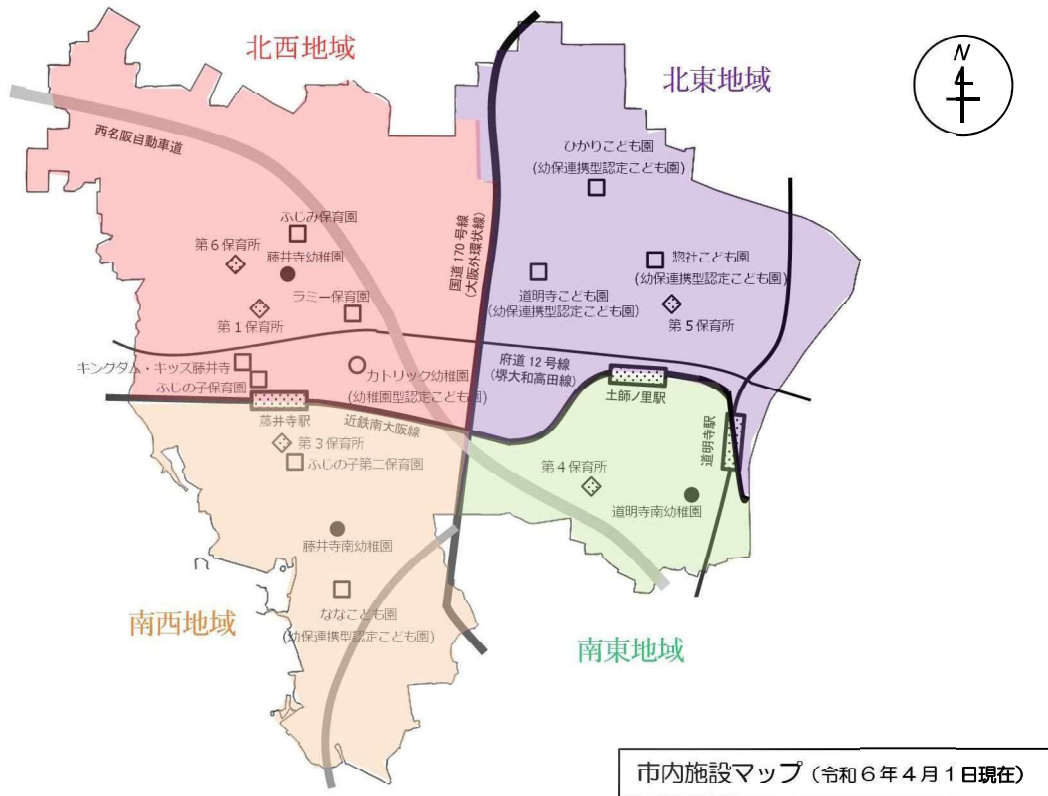 北西地域
北東地域
N
西名阪自動車道
ひかりこども園
(幼保連携型認定こども園)
国道170号線
(大阪外環状線)
ふじみ保育園
第6保育所
藤井寺幼稚園
惣社こども園
(幼保連携型認定こども園)
道明寺こども園
(幼保連携型認定こども園)
ラミー保育園
第1保育所
第5保育所
府道12号線
(堺大和高田線)
キングダム・キッズ藤井寺
カトリック幼稚園
(幼稚園型認定こども園)
ふじの子保育園
土師ノ里駅
藤井寺駅
近鉄南大阪線
道明寺駅
第3保育所
ふじの子第二保育園
第4保育所
道明寺南幼稚園
藤井寺南幼稚園
ななこども園
(幼保連携型認定こども園)
南西地域
南東地域
市内施設マップ(令和6年4月1日現在)